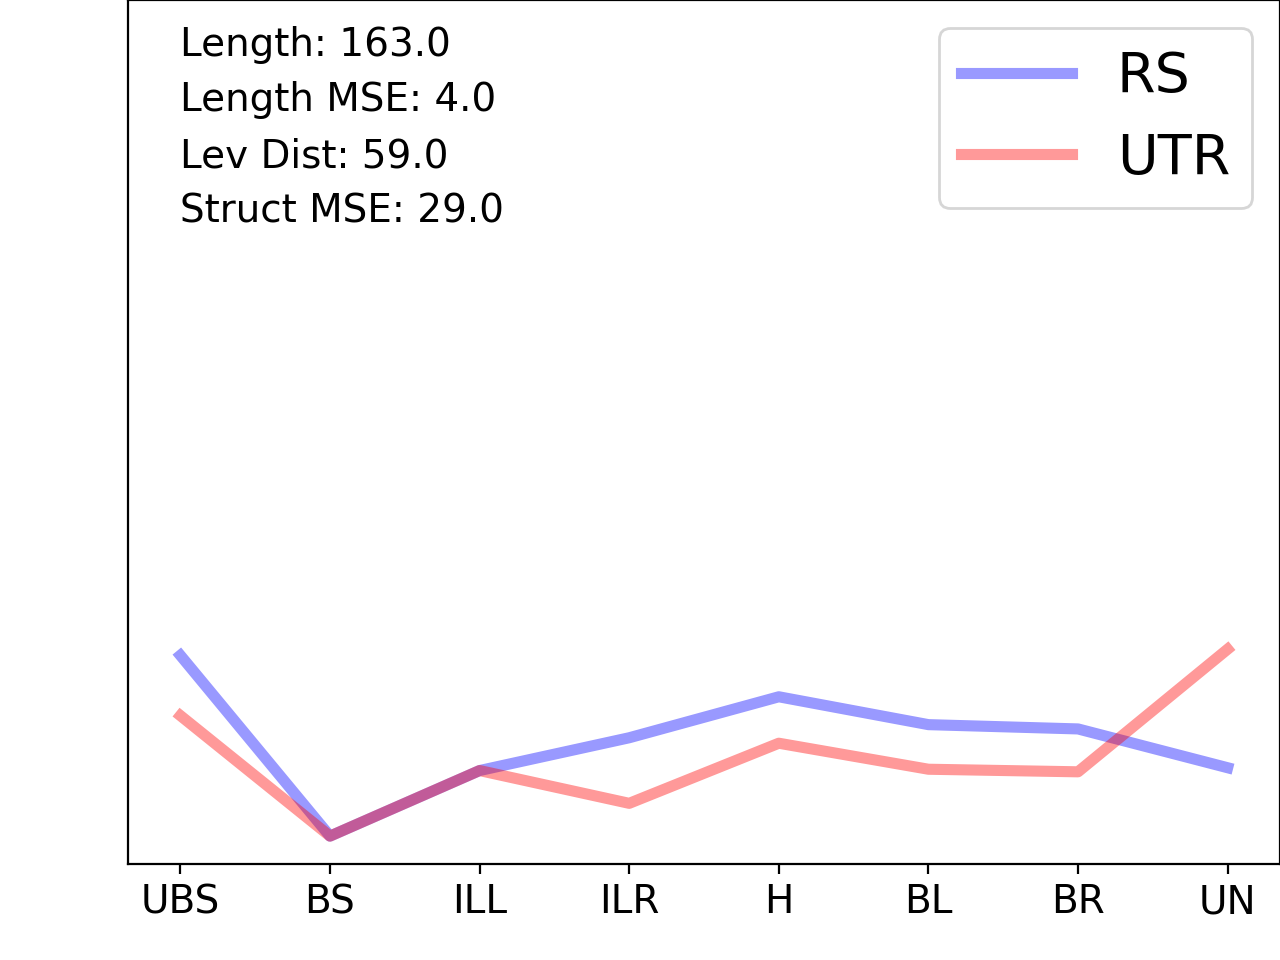 Length: 163.0
Length MSE: 4.0
Lev Dist: 59.0
Struct MSE: 29.0
RS
UTR
UBS BS ILL ILR H BL BR UN